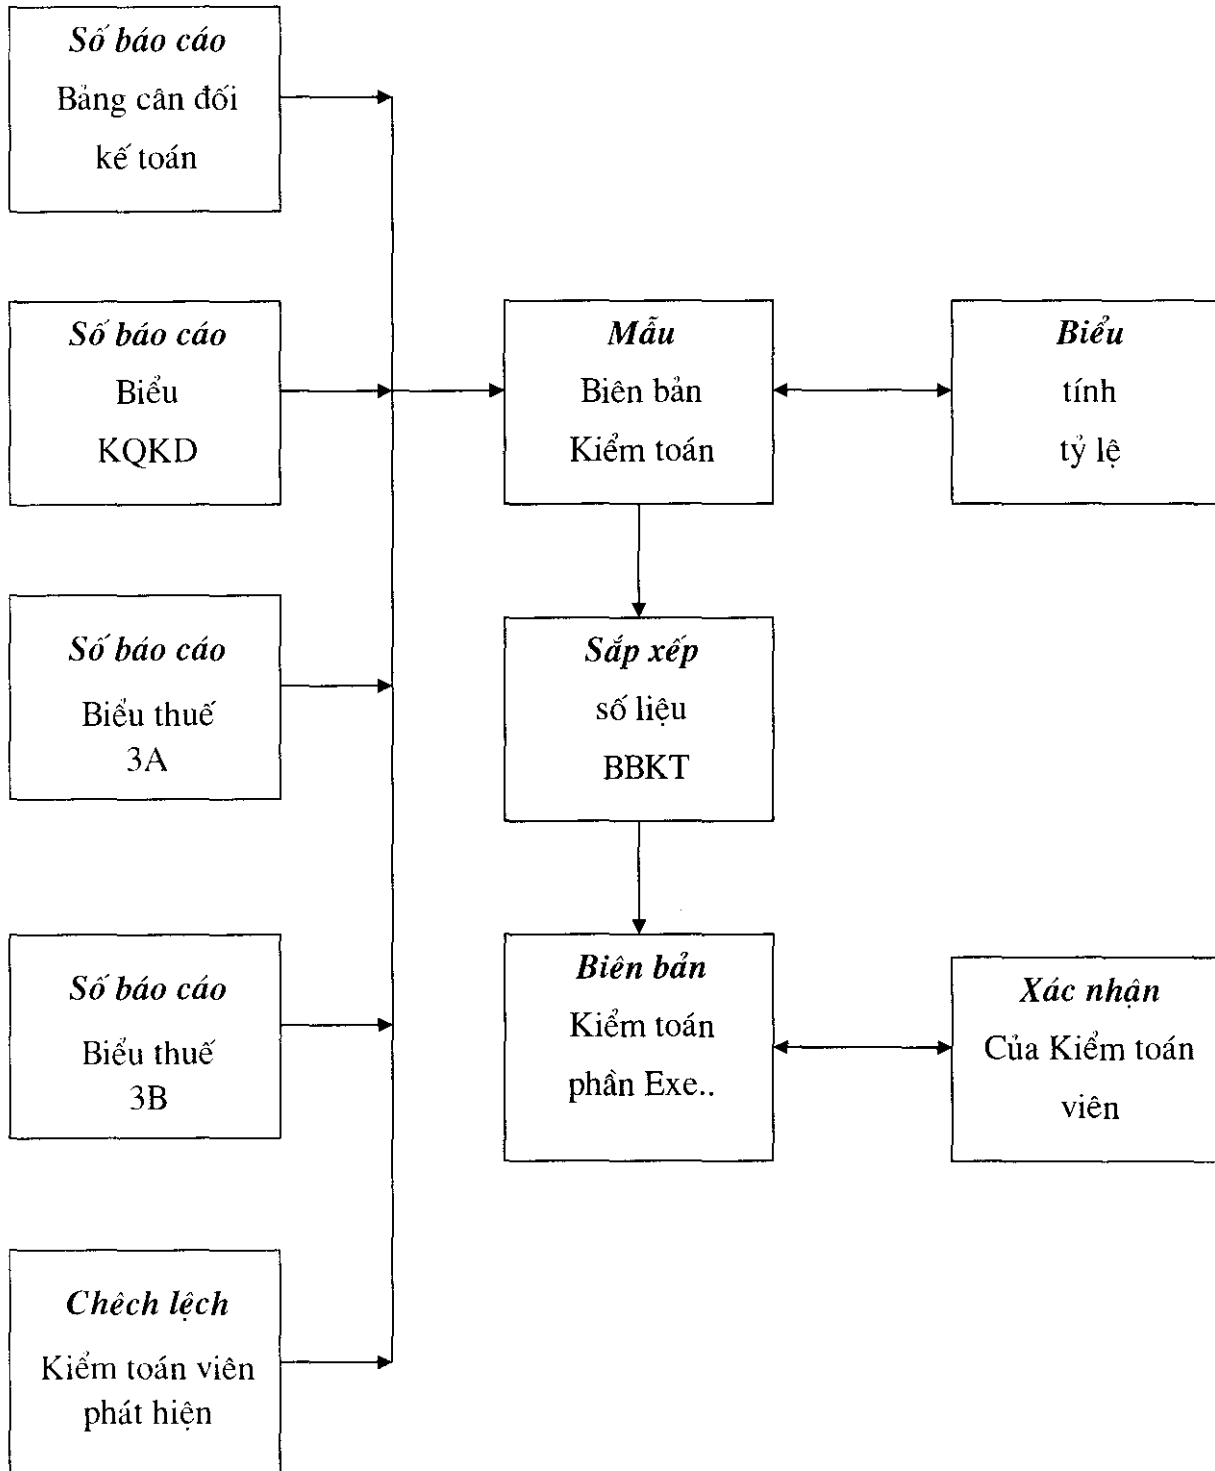 Số báo cáo
Bảng cân đối
kế toán
Số báo cáo
Biểu
KQKD
Mẫu
Biên bản
Kiểm toán
Biểu
tính
tỷ lệ
Số báo cáo
Biểu thuế
3A
Sắp xếp
số liệu
BBKT
Số báo cáo
Biểu thuế
3B
Biên bản
Kiểm toán
phần Exe..
Xác nhận
Của Kiểm toán
viên
Chêch lệch
Kiểm toán viên
phát hiện